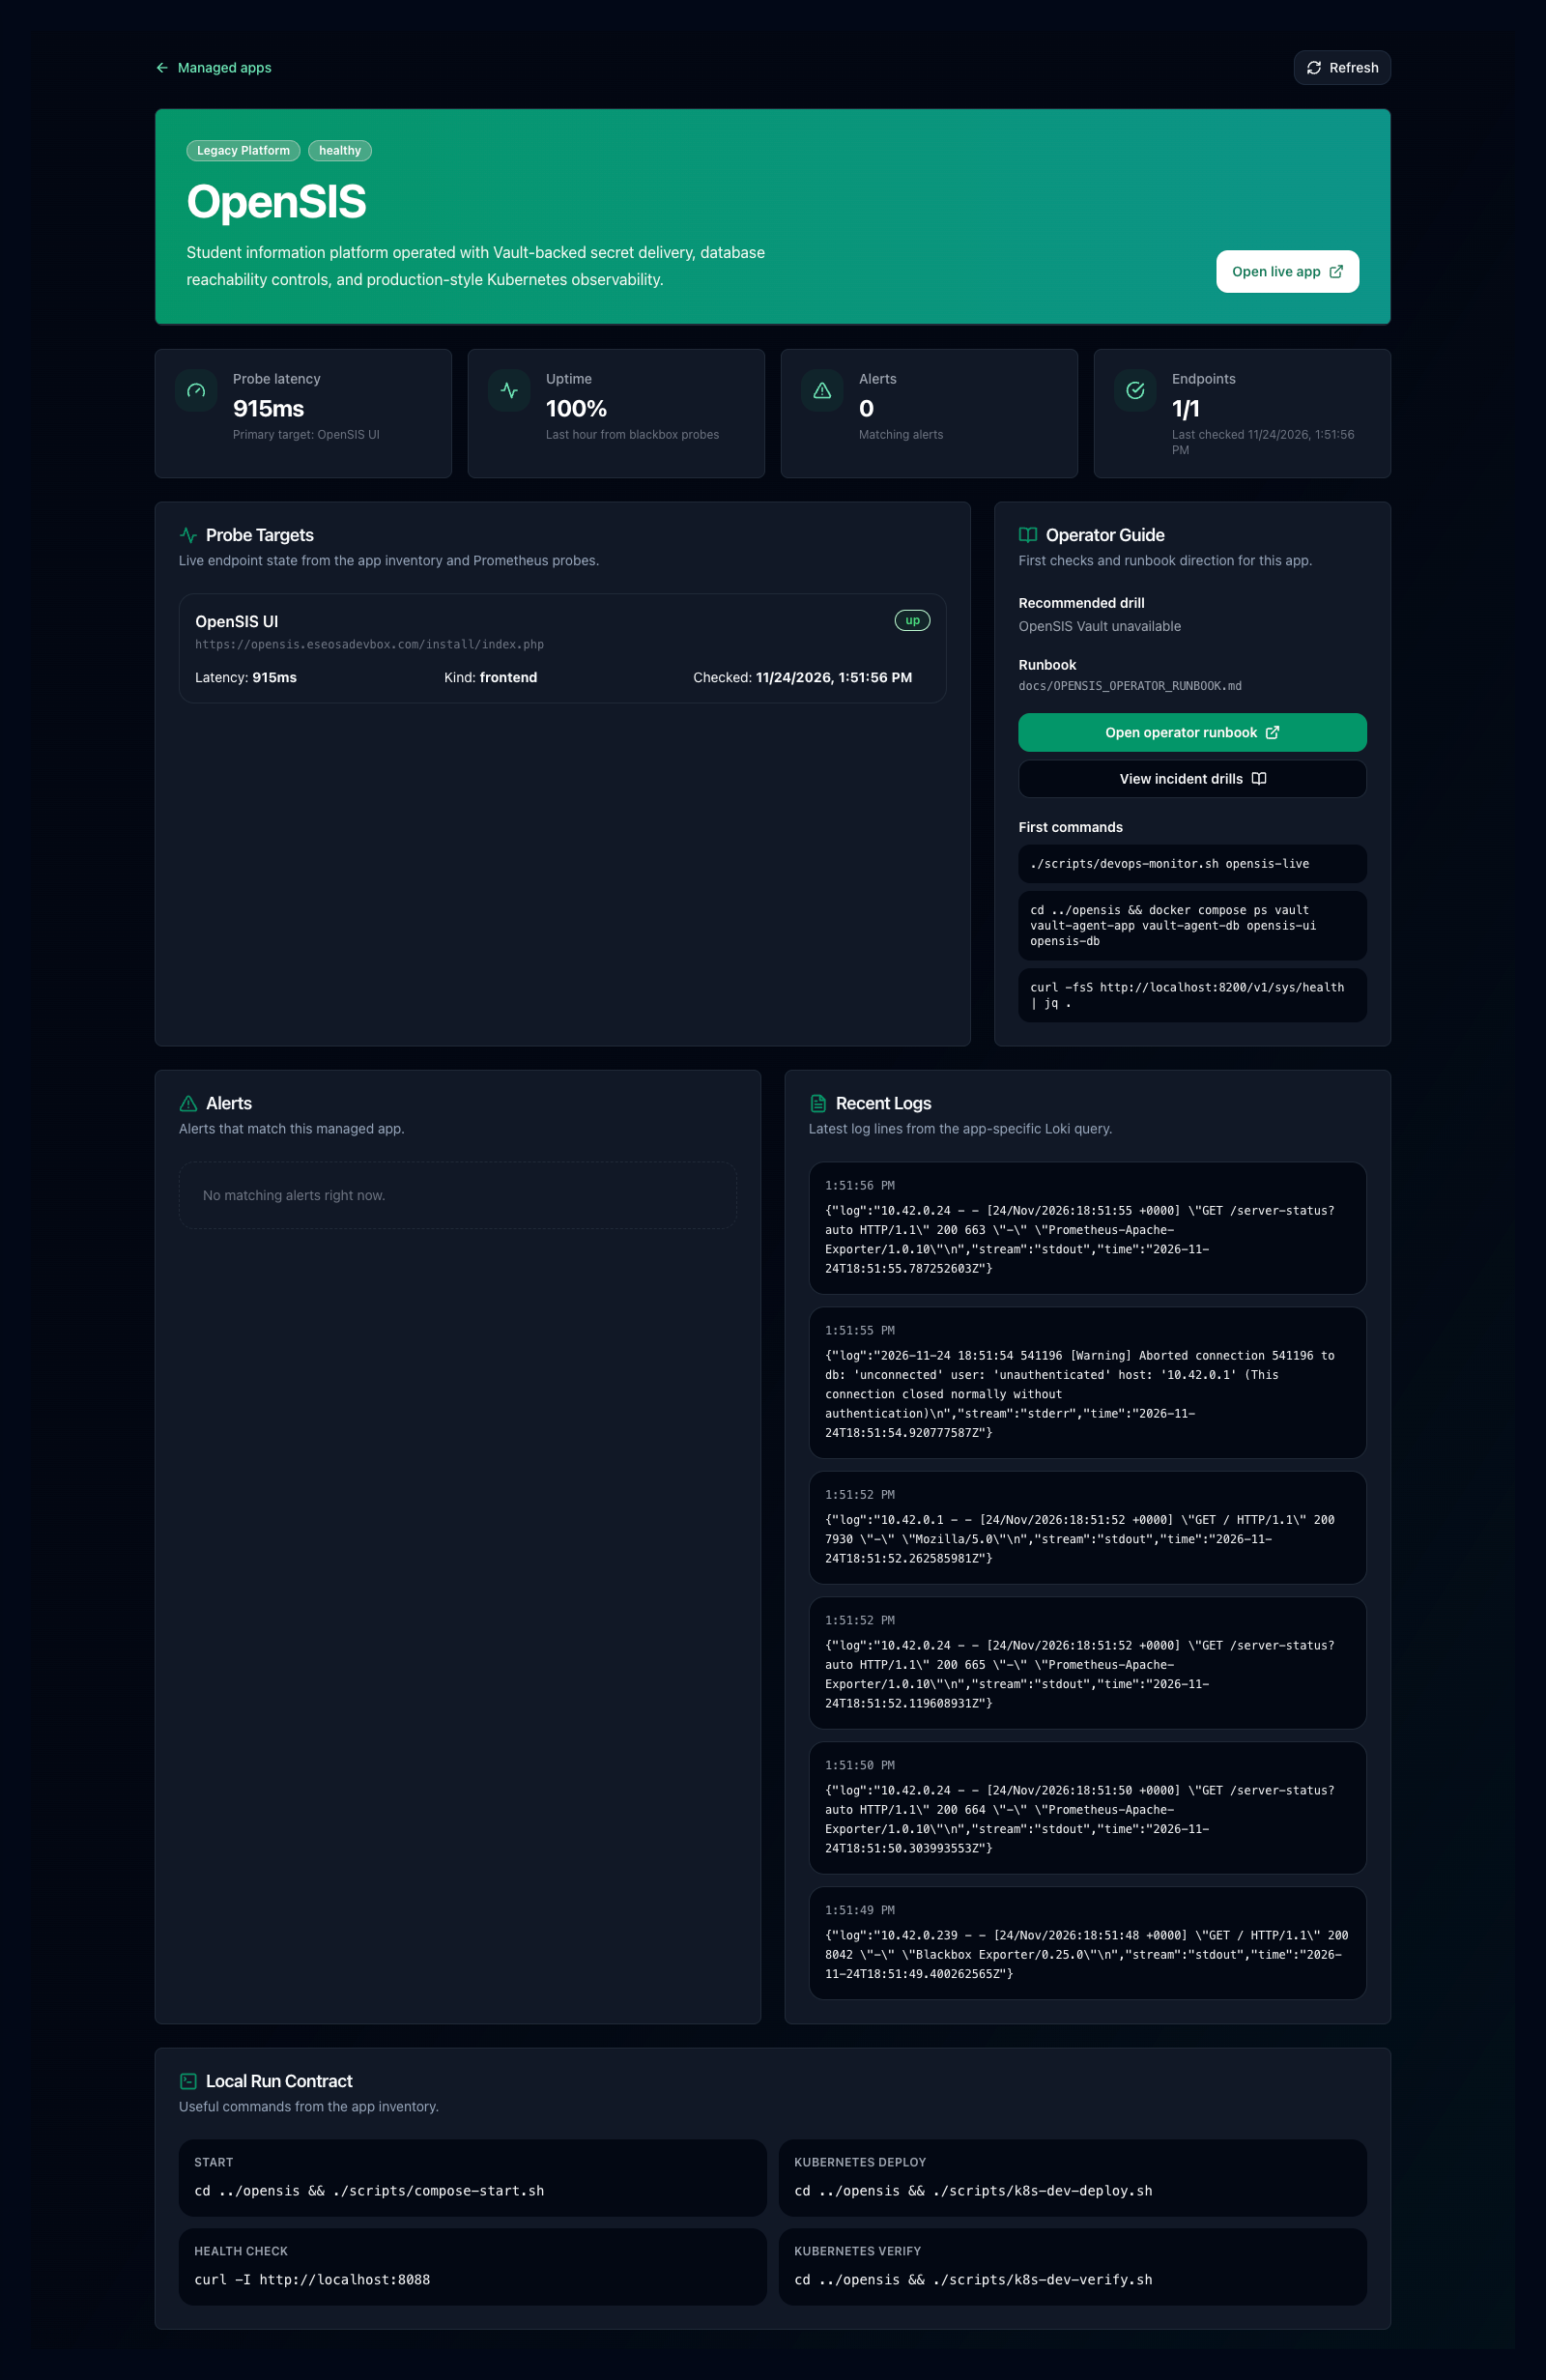 Managed apps
Refresh
Legacy Platform
healthy
OpenSIS
Student information platform operated with Vault-backed secret delivery, database
reachability controls, and production-style Kubernetes observability.
Open live app
Probe latency
915ms
Primary target: OpenSIS UI
Uptime
100%
Last hour from blackbox probes
Alerts
0
Matching alerts
Endpoints
1/1
Last checked 11/24/2026, 1:51:56
PM
Probe Targets
Live endpoint state from the app inventory and Prometheus probes.
OpenSIS UI
up
https://opensis.eseosadevbox.com/install/index.php
Latency: 915ms
Kind: frontend
Checked: 11/24/2026, 1:51:56 PM
Operator Guide
First checks and runbook direction for this app.
Recommended drill
OpenSIS Vault unavailable
Runbook
docs/OPENSIS_OPERATOR_RUNBOOK.md
Open operator runbook
View incident drills
First commands
./scripts/devops-monitor.sh opensis-live
cd ../opensis && docker compose ps vault
vault-agent-app vault-agent-db opensis-ui
opensis-db
curl -fsS http://localhost:8200/v1/sys/health
| jq .
Alerts
Alerts that match this managed app.
No matching alerts right now.
Recent Logs
Latest log lines from the app-specific Loki query.
1:51:56 PM
{"log":"10.42.0.24 - - [24/Nov/2026:18:51:55 +0000] \"GET /server-status?
auto HTTP/1.1\" 200 663 \"-\" \"Prometheus-Apache-
Exporter/1.0.10\"\n","stream":"stdout","time":"2026-11-
24T18:51:55.787252603Z"}
1:51:55 PM
{"log":"2026-11-24 18:51:54 541196 [Warning] Aborted connection 541196 to
db: 'unconnected' user: 'unauthenticated' host: '10.42.0.1' (This
connection closed normally without
authentication)\n","stream":"stderr","time":"2026-11-
24T18:51:54.920777587Z"}
1:51:52 PM
{"log":"10.42.0.1 - - [24/Nov/2026:18:51:52 +0000] \"GET / HTTP/1.1\" 200
7930 \"-\" \"Mozilla/5.0\"\n","stream":"stdout","time":"2026-11-
24T18:51:52.262585981Z"}
1:51:52 PM
{"log":"10.42.0.24 - - [24/Nov/2026:18:51:52 +0000] \"GET /server-status?
auto HTTP/1.1\" 200 665 \"-\" \"Prometheus-Apache-
Exporter/1.0.10\"\n","stream":"stdout","time":"2026-11-
24T18:51:52.119608931Z"}
1:51:50 PM
{"log":"10.42.0.24 - - [24/Nov/2026:18:51:50 +0000] \"GET /server-status?
auto HTTP/1.1\" 200 664 \"-\" \"Prometheus-Apache-
Exporter/1.0.10\"\n","stream":"stdout","time":"2026-11-
24T18:51:50.303993553Z"}
1:51:49 PM
{"log":"10.42.0.239 - - [24/Nov/2026:18:51:48 +0000] \"GET / HTTP/1.1\" 200
8042 \"-\" \"Blackbox Exporter/0.25.0\"\n","stream":"stdout","time":"2026-
11-24T18:51:49.400262565Z"}
Local Run Contract
Useful commands from the app inventory.
START
cd ../opensis && ./scripts/compose-start.sh
KUBERNETES DEPLOY
cd ../opensis && ./scripts/k8s-dev-deploy.sh
HEALTH CHECK
curl -I http://localhost:8088
KUBERNETES VERIFY
cd ../opensis && ./scripts/k8s-dev-verify.sh